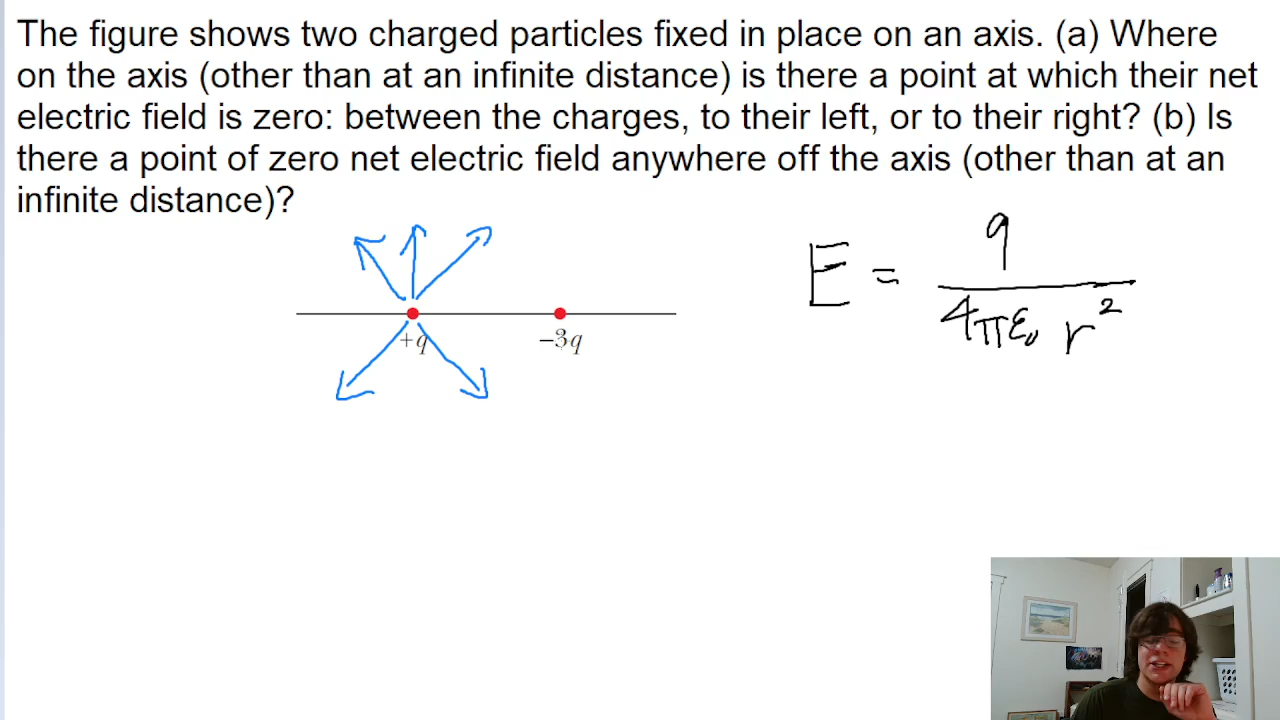 The figure shows two charged particles fixed in place on an axis. (a) Where
on the axis (other than at an infinite distance) is there a point at which their net
electric field is zero: between the charges, to their left, or to their right? (b) Is
there a point of zero net electric field anywhere off the axis (other than at an
infinite distance)?
+q
−3q
E = q / 4πε₀ r²